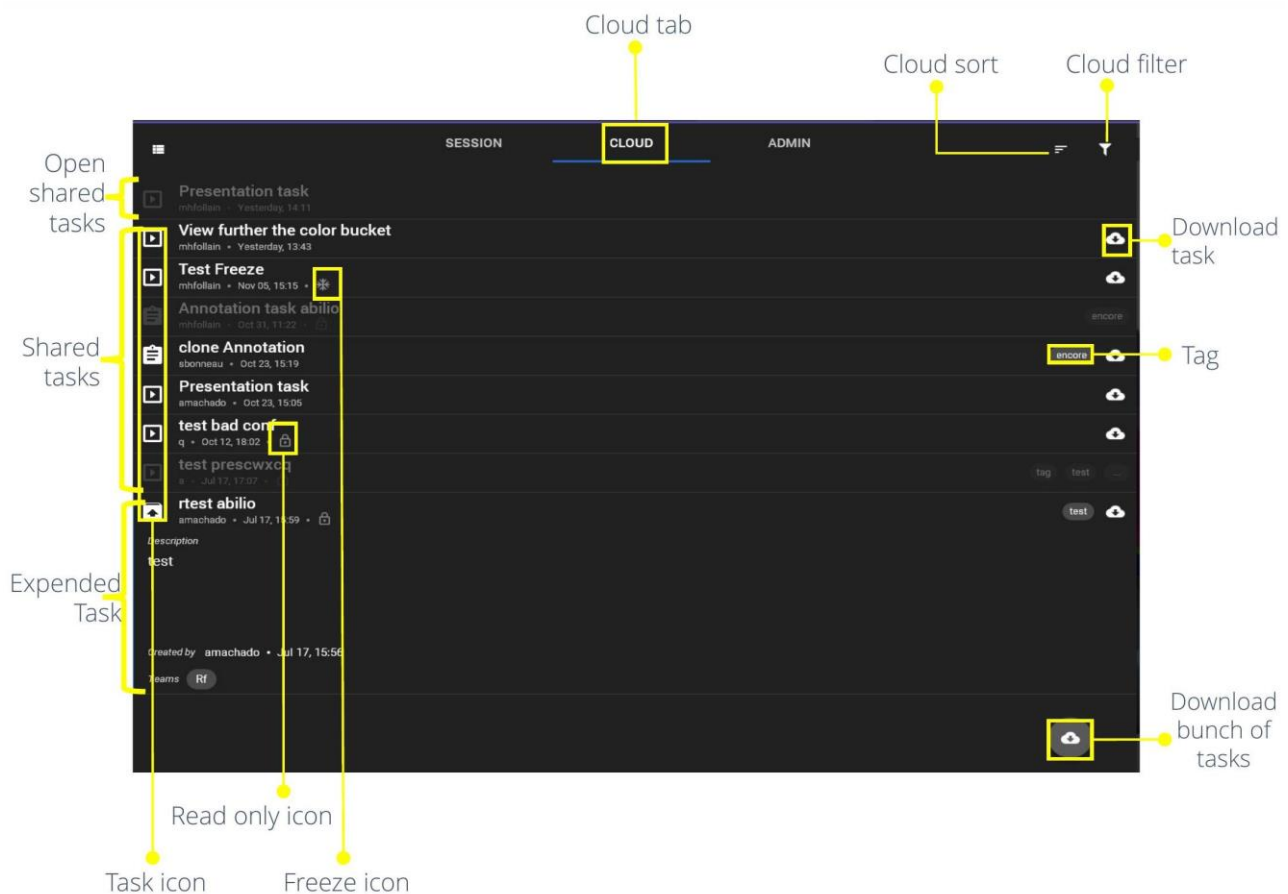 Cloud tab
Cloud sort
Cloud filter
SESSION
CLOUD
ADMIN
Open
shared
tasks
Presentation task
mhfollain • Yesterday, 14:11
View further the color bucket
mhfollain • Yesterday, 13:43
Download
task
Test Freeze
mhfollain • Nov 05, 15:15 •
Annotation task abilio
mhfollain • Oct 31, 11:22 •
encore
Shared
tasks
clone Annotation
sbonneau • Oct 23, 15:19
encore
Tag
Presentation task
amachado • Oct 23, 15:05
test bad conf
q • Oct 12, 18:02 •
test prescwxcq
a • Jul 17, 17:07 •
tag test ...
rtest abilio
amachado • Jul 17, 15:59 •
test
Description
test
Expended
Task
Created by amachado • Jul 17, 15:56
Teams Rf
Download
bunch of
tasks
Read only icon
Task icon
Freeze icon